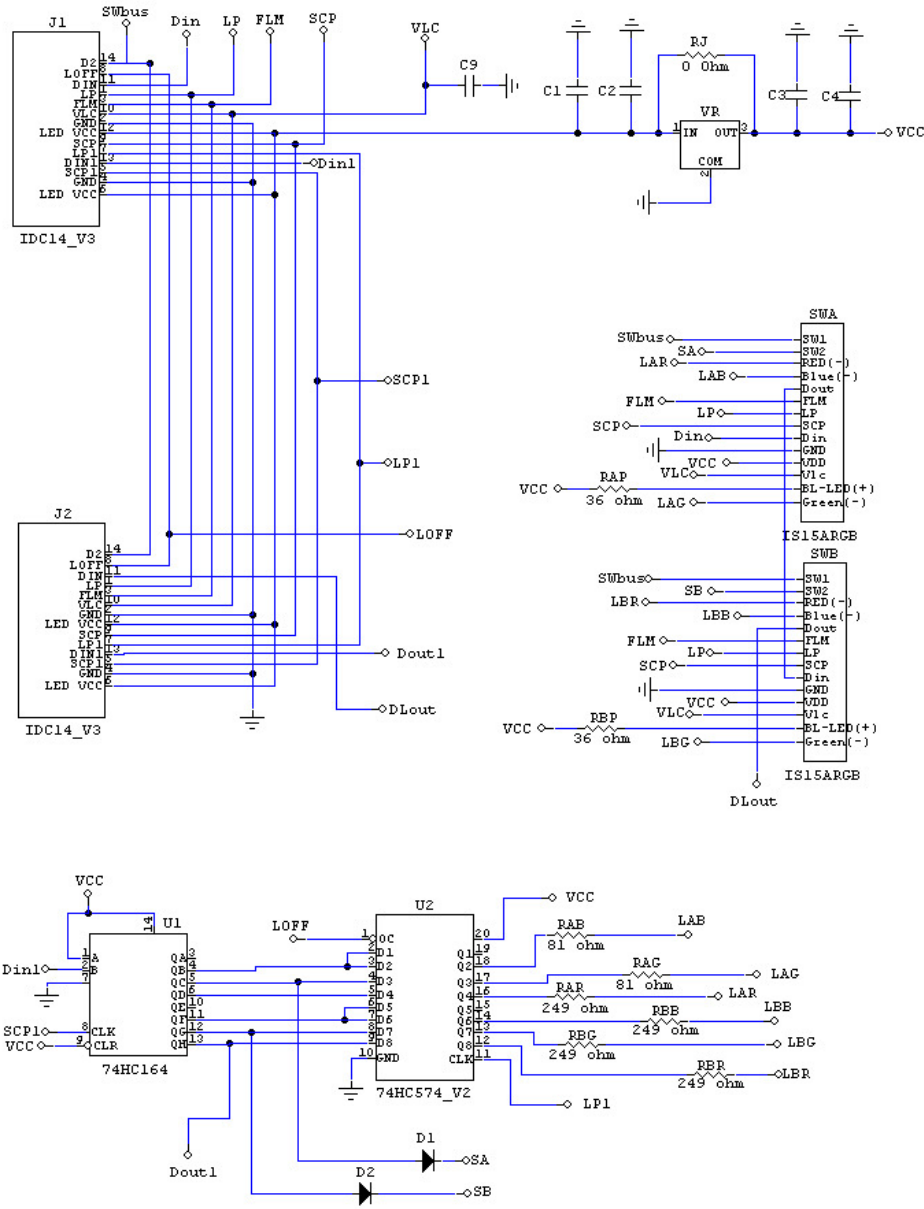 J1
SWbus
Din
LP
FLM
SCP
VLC
D2 14
LOFF 8
DIN 11
LP 1
FLM 3
VLC 10
GND 2
LED VCC 12
SCP 9
LP1 7
DIN1 13
SCP1 5
GND 4
LED VCC 6
IDC14_V3
Din1
C9
C1
C2
RJ
0 Ohm
VR
1 IN OUT 3
COM
2
C3
C4
VCC
SCP1
LP1
LOFF
J2
D2 14
LOFF 8
DIN 11
LP 1
FLM 3
VLC 10
GND 2
LED VCC 12
SCP 9
LP1 7
DIN1 13
SCP1 5
GND 4
LED VCC 6
IDC14_V3
Dout1
DLout
SWA
SWbus SW1
SA SW2
LAR RED(-)
LAB Blue(-)
Dout
FLM FLM
LP LP
SCP SCP
Din Din
GND
VCC VDD
VLC Vlc
VCC RAP BL-LED(+)
36 ohm
LAG Green(-)
IS15ARGB
SWB
SWbus SW1
SB SW2
LBR RED(-)
LBB Blue(-)
Dout
FLM FLM
LP LP
SCP SCP
Din
GND
VCC VDD
VLC Vlc
VCC RBP BL-LED(+)
36 ohm
LBG Green(-)
IS15ARGB
DLout
VCC
14
U1
1 A QA 3
Din1 2 B QB 4
7 QC 5
QD 6
QE 10
QF 11
SCP1 8 CLK QG 12
VCC 9 CLR QH 13
74HC164
Dout1
LOFF
U2
1 OC 20
2 D1 Q1 19
3 D2 Q2 18
4 D3 Q3 17
5 D4 Q4 16
6 D5 Q5 15
7 D6 Q6 14
8 D7 Q7 13
9 D8 Q8 12
10 GND CLK 11
74HC574_V2
VCC
RAB
81 ohm
LAB
RAG
81 ohm
LAG
RAR
249 ohm
LAR
RBB
249 ohm
LBB
RBG
249 ohm
LBG
RBR
249 ohm
LBR
LP1
D1
SA
D2
SB